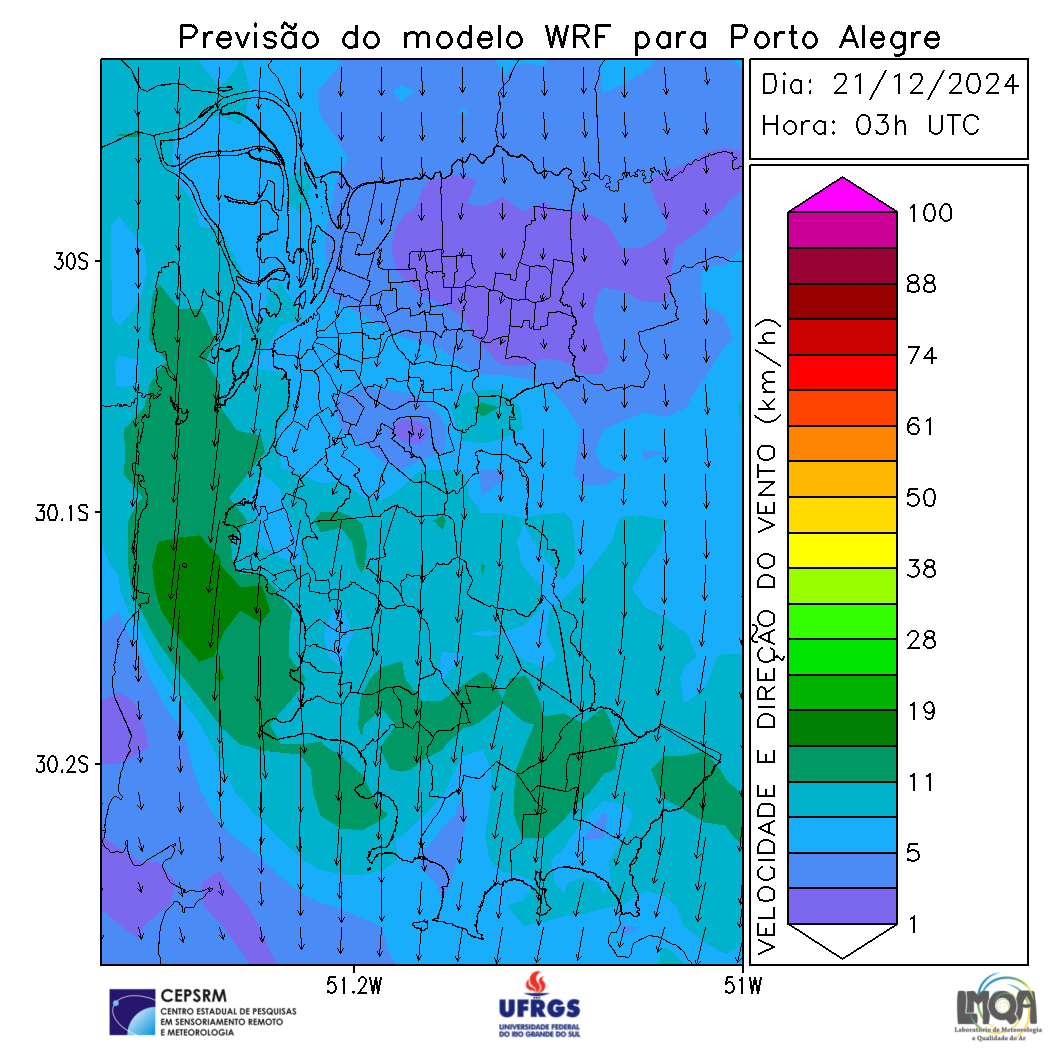 Previsão do modelo WRF para Porto Alegre
Dia: 21/12/2024
Hora: 03h UTC
30S
30.1S
30.2S
51.2W
51W
VELOCIDADE E DIREÇÃO DO VENTO (km/h)
100
88
74
61
50
38
28
19
11
5
1
CEPSRM
CENTRO ESTADUAL DE PESQUISAS
EM SENSORIAMENTO REMOTO
E METEOROLOGIA
UFRGS
UNIVERSIDADE FEDERAL
DO RIO GRANDE DO SUL
LMQA
Laboratório de Meteorologia
e Qualidade do Ar